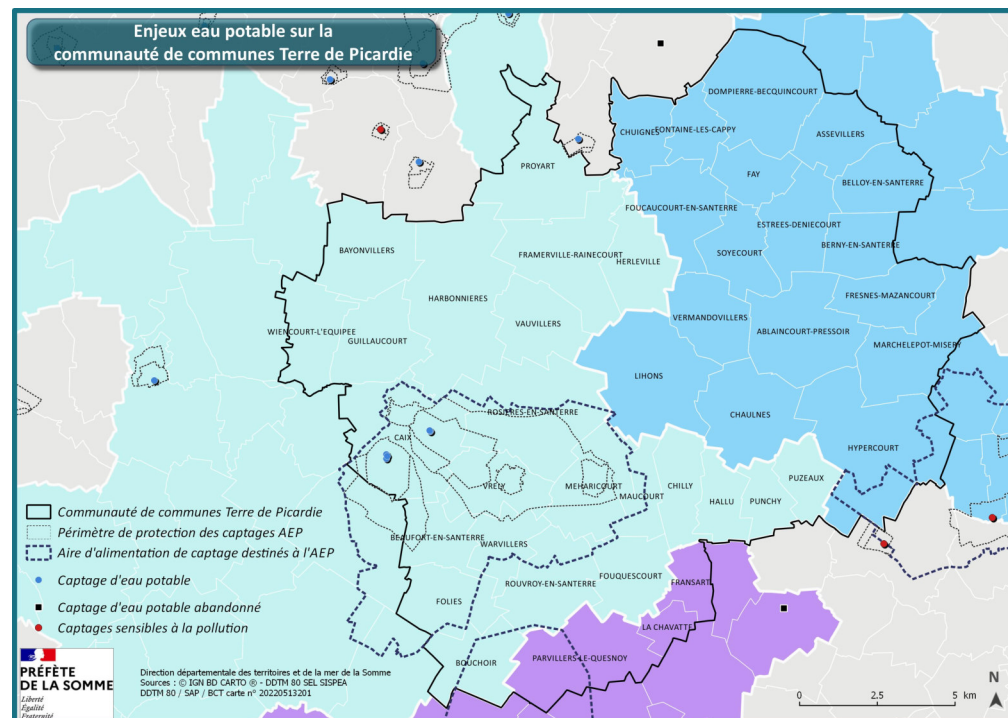 Enjeux eau potable sur la
communauté de communes Terre de Picardie
DOMPIERRE-BECQUINCOURT
CHUIGNES
FONTAINE-LES-CAPPY
ASSEVILLERS
PROYART
FAY
BELLOY-EN-SANTERRE
FOUCAUCOURT-EN-SANTERRE
ESTREES-DENIECOURT
BAYONVILLERS
SOYECOURT
BERNY-EN-SANTERRE
FRAMERVILLE-RAINECOURT
HERLEVILLE
HARBONNIERES
FRESNES-MAZANCOURT
VERMANDOVILLERS
VAUVILLERS
WIENCOURT-L'EQUIPEE
ABLAINCOURT-PRESSOIR
GUILLAUCOURT
MARCHELEPOT-MISERY
LIHONS
ROSIERES-EN-SANTERRE
CHAULNES
CAIX
HYPERCOURT
PUZEAUX
VRELY
MEHARICOURT
CHILLY
MAUCOURT
HALLU
PUNCHY
BEAUFORT-EN-SANTERRE
WARVILLERS
FOUQUESCOURT
ROUVROY-EN-SANTERRE
FRANSART
FOLIES
LA CHAVATTE
PARVILLERS-LE-QUESNOY
BOUCHOIR
Communauté de communes Terre de Picardie
Périmètre de protection des captages AEP
Aire d'alimentation de captage destinés à l'AEP
Captage d'eau potable
Captage d'eau potable abandonné
Captages sensibles à la pollution
PRÉFÈTE
DE LA SOMME
Liberté
Égalité
Fraternité
Direction départementale des territoires et de la mer de la Somme
Sources : © IGN BD CARTO ® - DDTM 80 SEL SISPEA
DDTM 80 / SAP / BCT carte n° 20220513201
N
0 2.5 5 km